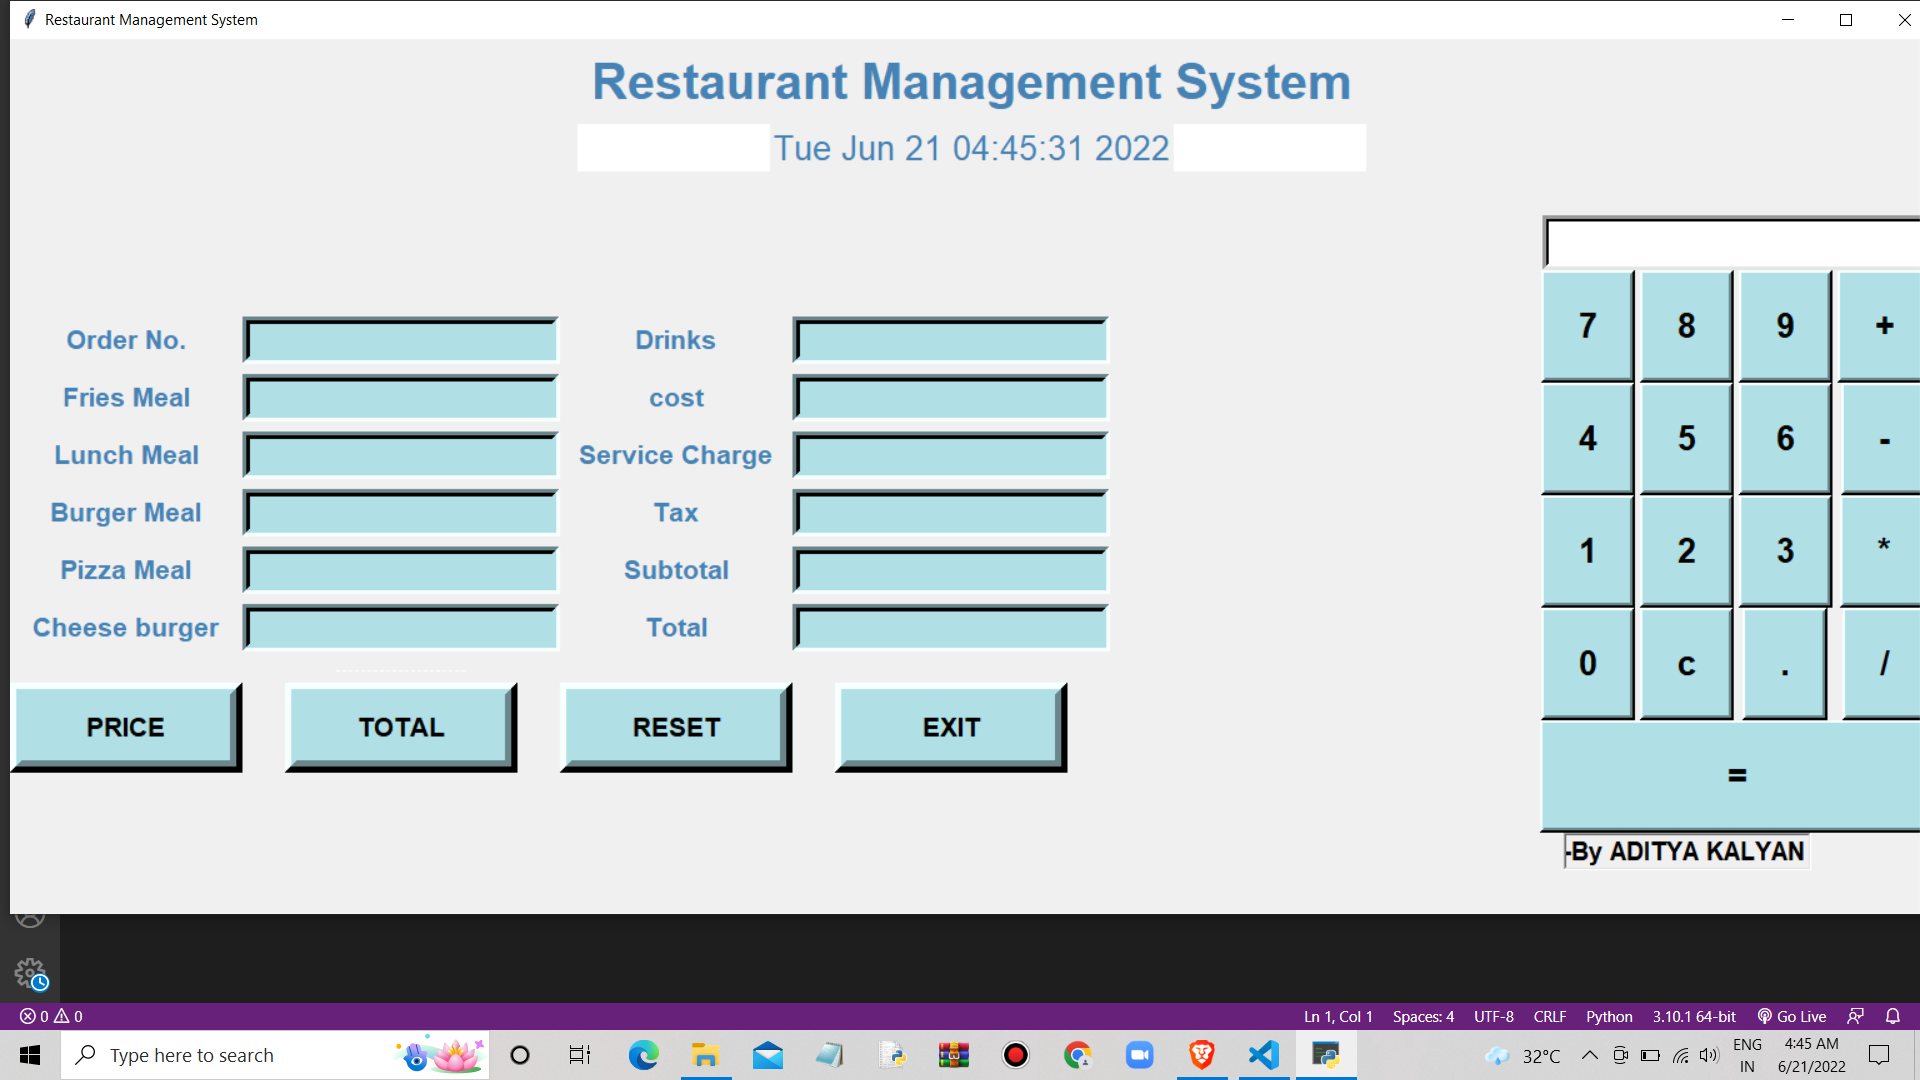 Restaurant Management System
Restaurant Management System
Tue Jun 21 04:45:31 2022
Order No.
Drinks
Fries Meal
cost
Lunch Meal
Service Charge
Burger Meal
Tax
Pizza Meal
Subtotal
Cheese burger
Total
PRICE TOTAL RESET EXIT
7 8 9 +
4 5 6 -
1 2 3 *
0 c . /
=
-By ADITYA KALYAN
0 0
Ln 1, Col 1 Spaces: 4 UTF-8 CRLF Python 3.10.1 64-bit Go Live
Type here to search
32°C
ENG
IN
4:45 AM
6/21/2022